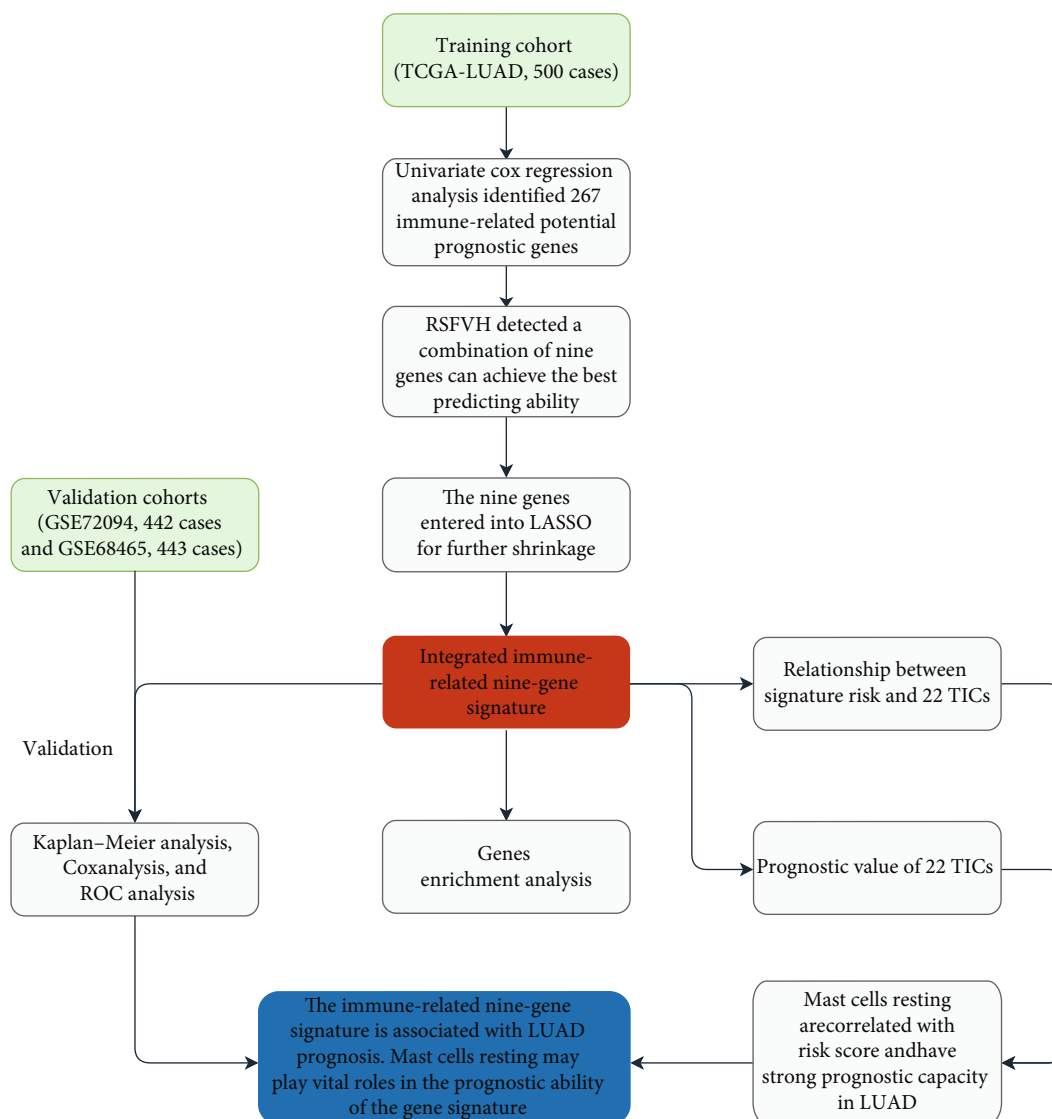 Training cohort
(TCGA-LUAD, 500 cases)
Univariate cox regression
analysis identified 267
immune-related potential
prognostic genes
RSFVH detected a
combination of nine
genes can achieve the best
predicting ability
Validation cohorts
(GSE72094, 442 cases
and GSE68465, 443 cases)
The nine genes
entered into LASSO
for further shrinkage
Integrated immune-
related nine-gene
signature
Relationship between
signature risk and 22 TICs
Validation
Kaplan–Meier analysis,
Coxanalysis, and
ROC analysis
Genes
enrichment analysis
Prognostic value of 22 TICs
The immune-related nine-gene
signature is associated with LUAD
prognosis. Mast cells resting may
play vital roles in the prognostic ability
of the gene signature
Mast cells resting
arecorrelated with
risk score andhave
strong prognostic capacity
in LUAD